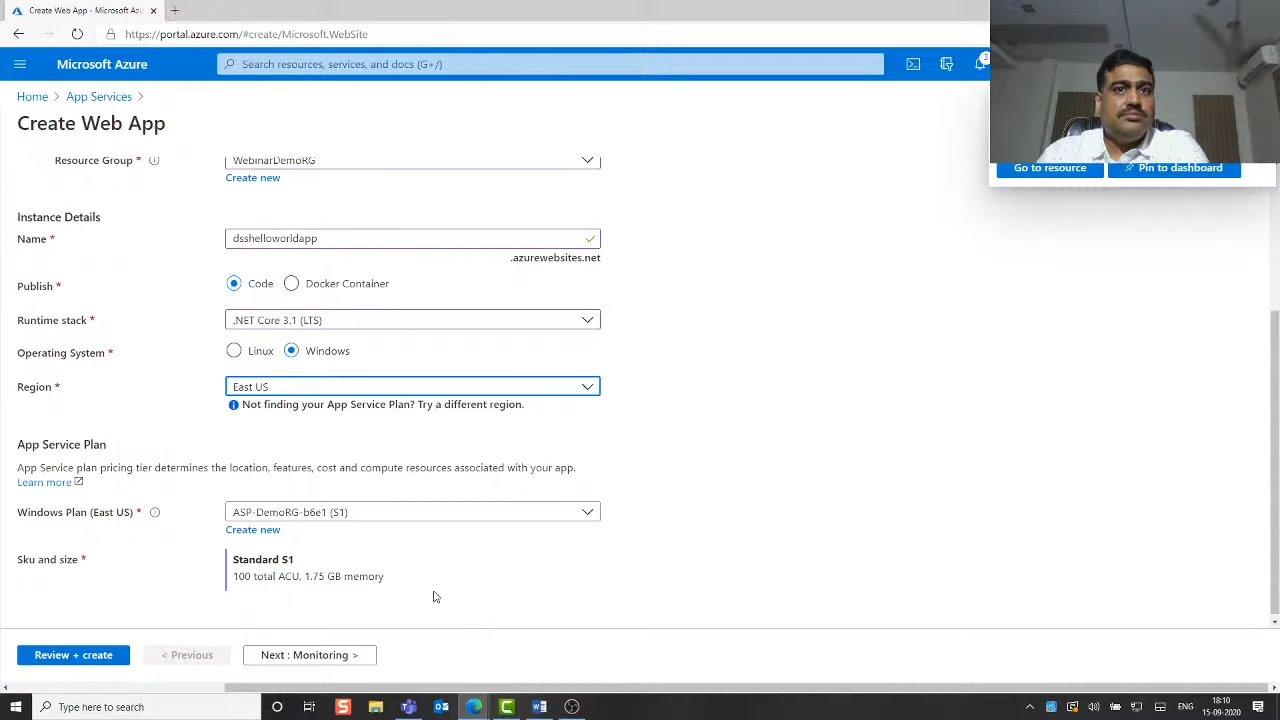 Create Web App - Microsoft Az
https://portal.azure.com/#create/Microsoft.WebSite
Microsoft Azure
Search resources, services, and docs (G+/)
3
Home > App Services >
Create Web App
Go to resource
Pin to dashboard
Resource Group *
WebinarDemoRG
Create new
Instance Details
Name *
dsshelloworldapp
.azurewebsites.net
Publish *
Code
Docker Container
Runtime stack *
.NET Core 3.1 (LTS)
Operating System *
Linux
Windows
Region *
East US
Not finding your App Service Plan? Try a different region.
App Service Plan
App Service plan pricing tier determines the location, features, cost and compute resources associated with your app.
Learn more
Windows Plan (East US) *
ASP-DemoRG-b6e1 (S1)
Create new
Sku and size *
Standard S1
100 total ACU, 1.75 GB memory
Review + create
< Previous
Next : Monitoring >
Type here to search
ENG
18:10
15-09-2020